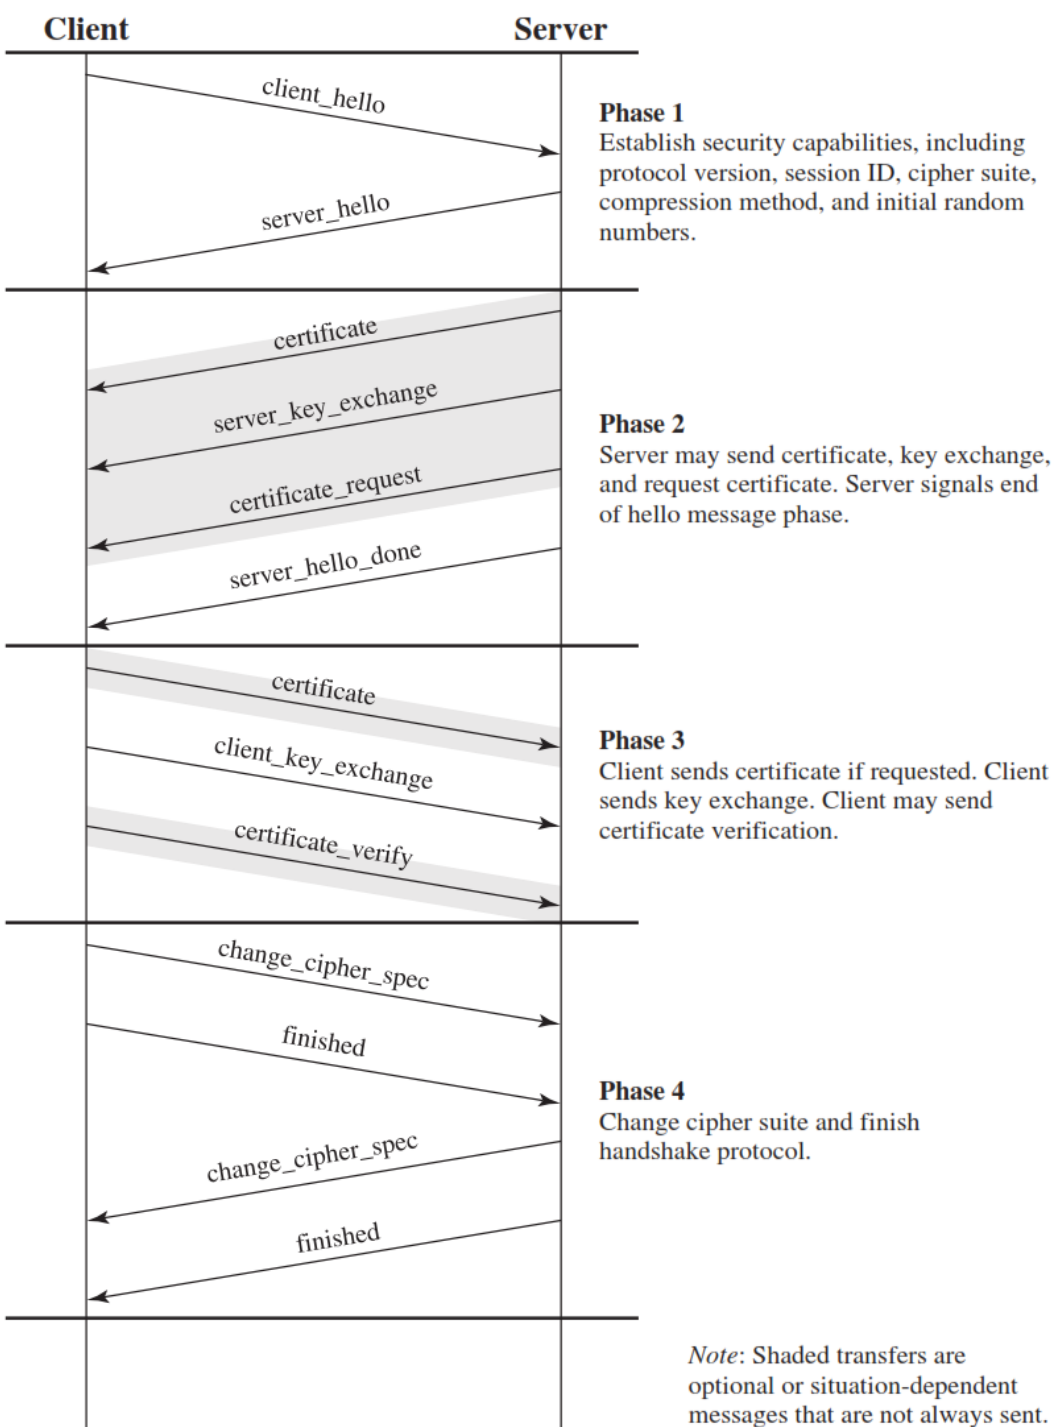 Client
Server
client_hello
server_hello
Phase 1
Establish security capabilities, including
protocol version, session ID, cipher suite,
compression method, and initial random
numbers.
certificate
server_key_exchange
certificate_request
server_hello_done
Phase 2
Server may send certificate, key exchange,
and request certificate. Server signals end
of hello message phase.
certificate
client_key_exchange
certificate_verify
Phase 3
Client sends certificate if requested. Client
sends key exchange. Client may send
certificate verification.
change_cipher_spec
finished
change_cipher_spec
finished
Phase 4
Change cipher suite and finish
handshake protocol.
Note: Shaded transfers are
optional or situation-dependent
messages that are not always sent.